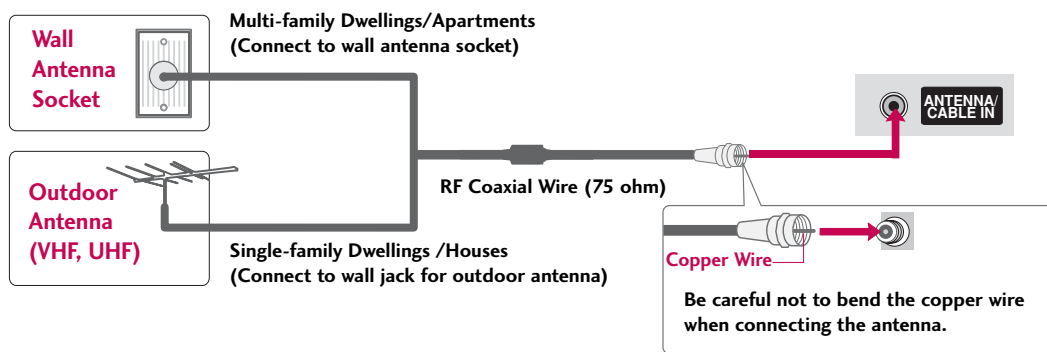 Wall
Antenna
Socket
Multi-family Dwellings/Apartments
(Connect to wall antenna socket)
ANTENNA/
CABLE IN
Outdoor
Antenna
(VHF, UHF)
RF Coaxial Wire (75 ohm)
Single-family Dwellings /Houses
(Connect to wall jack for outdoor antenna)
Copper Wire
Be careful not to bend the copper wire
when connecting the antenna.